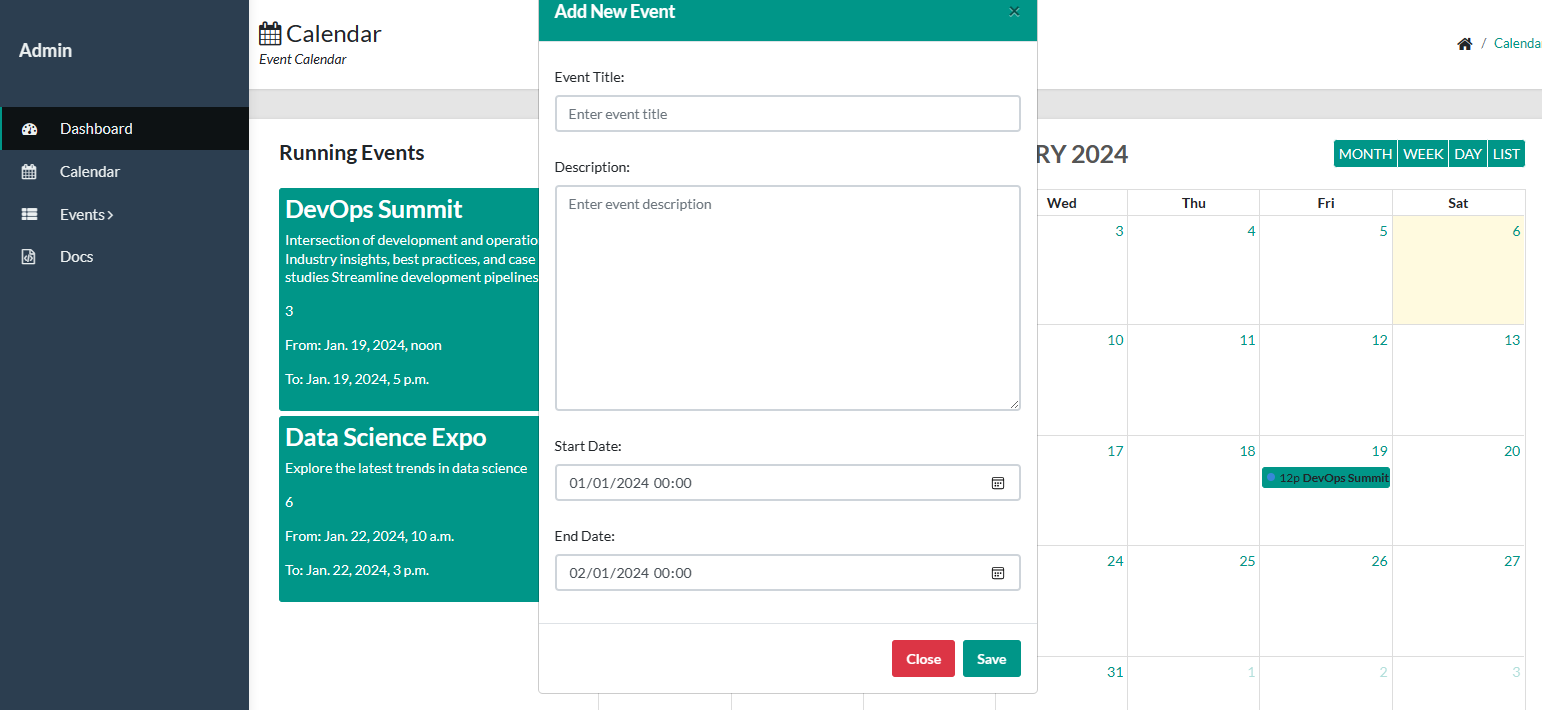 Admin
Dashboard
Calendar
Events
Docs
Calendar
Event Calendar
/ Calenda
Running Events
DevOps Summit
Intersection of development and operatio
Industry insights, best practices, and case
studies Streamline development pipelines
3
From: Jan. 19, 2024, noon
To: Jan. 19, 2024, 5 p.m.
Data Science Expo
Explore the latest trends in data science
6
From: Jan. 22, 2024, 10 a.m.
To: Jan. 22, 2024, 3 p.m.
Add New Event
×
Event Title:
Enter event title
Description:
Enter event description
Start Date:
01/01/2024 00:00
End Date:
02/01/2024 00:00
Close Save
RY 2024
MONTH WEEK DAY LIST
Wed Thu Fri Sat
3 4 5 6
10 11 12 13
17 18 19 20
12p DevOps Summit
24 25 26 27
31 1 2 3